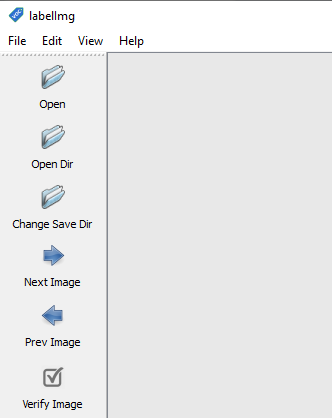 labelImg
File Edit View Help
Open
Open Dir
Change Save Dir
Next Image
Prev Image
Verify Image